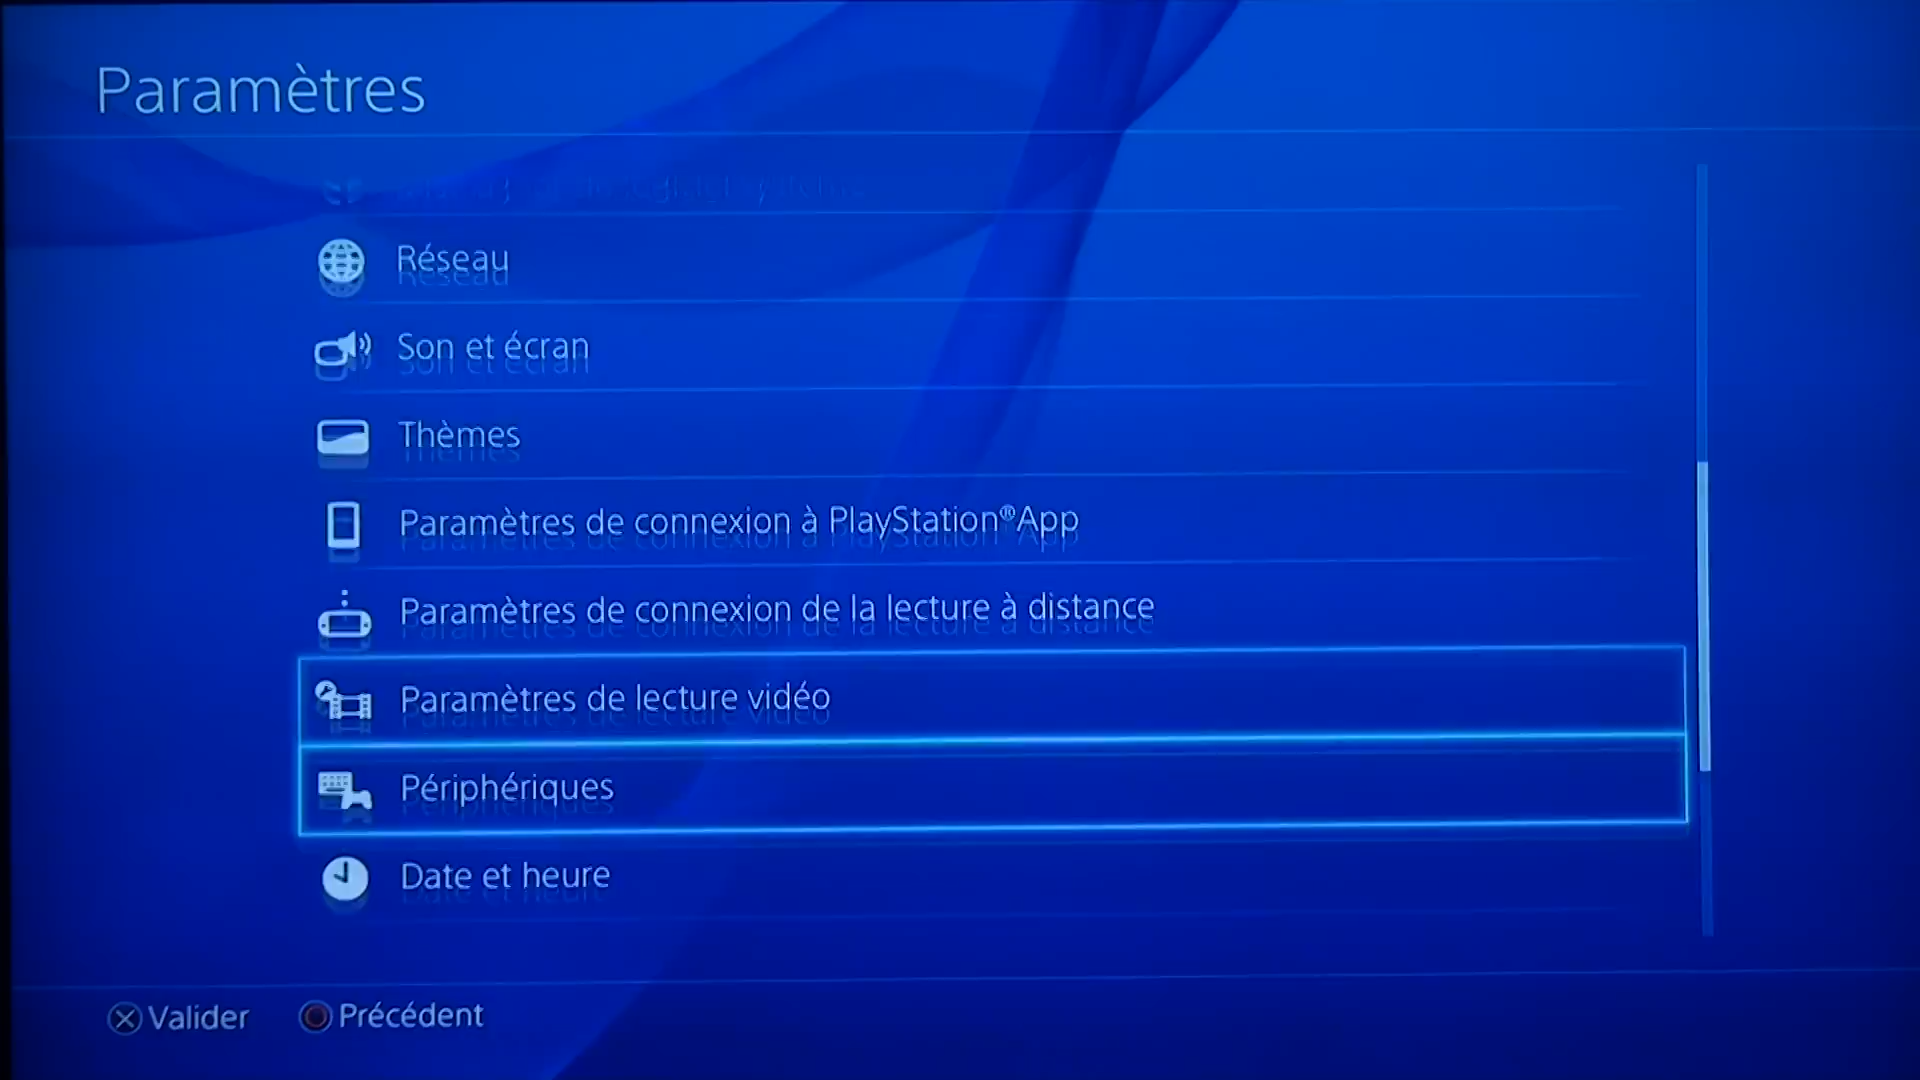 Paramètres
Réseau
Son et écran
Thèmes
Paramètres de connexion à PlayStation®App
Paramètres de connexion de la lecture à distance
Paramètres de lecture vidéo
Périphériques
Date et heure
Valider
Précédent